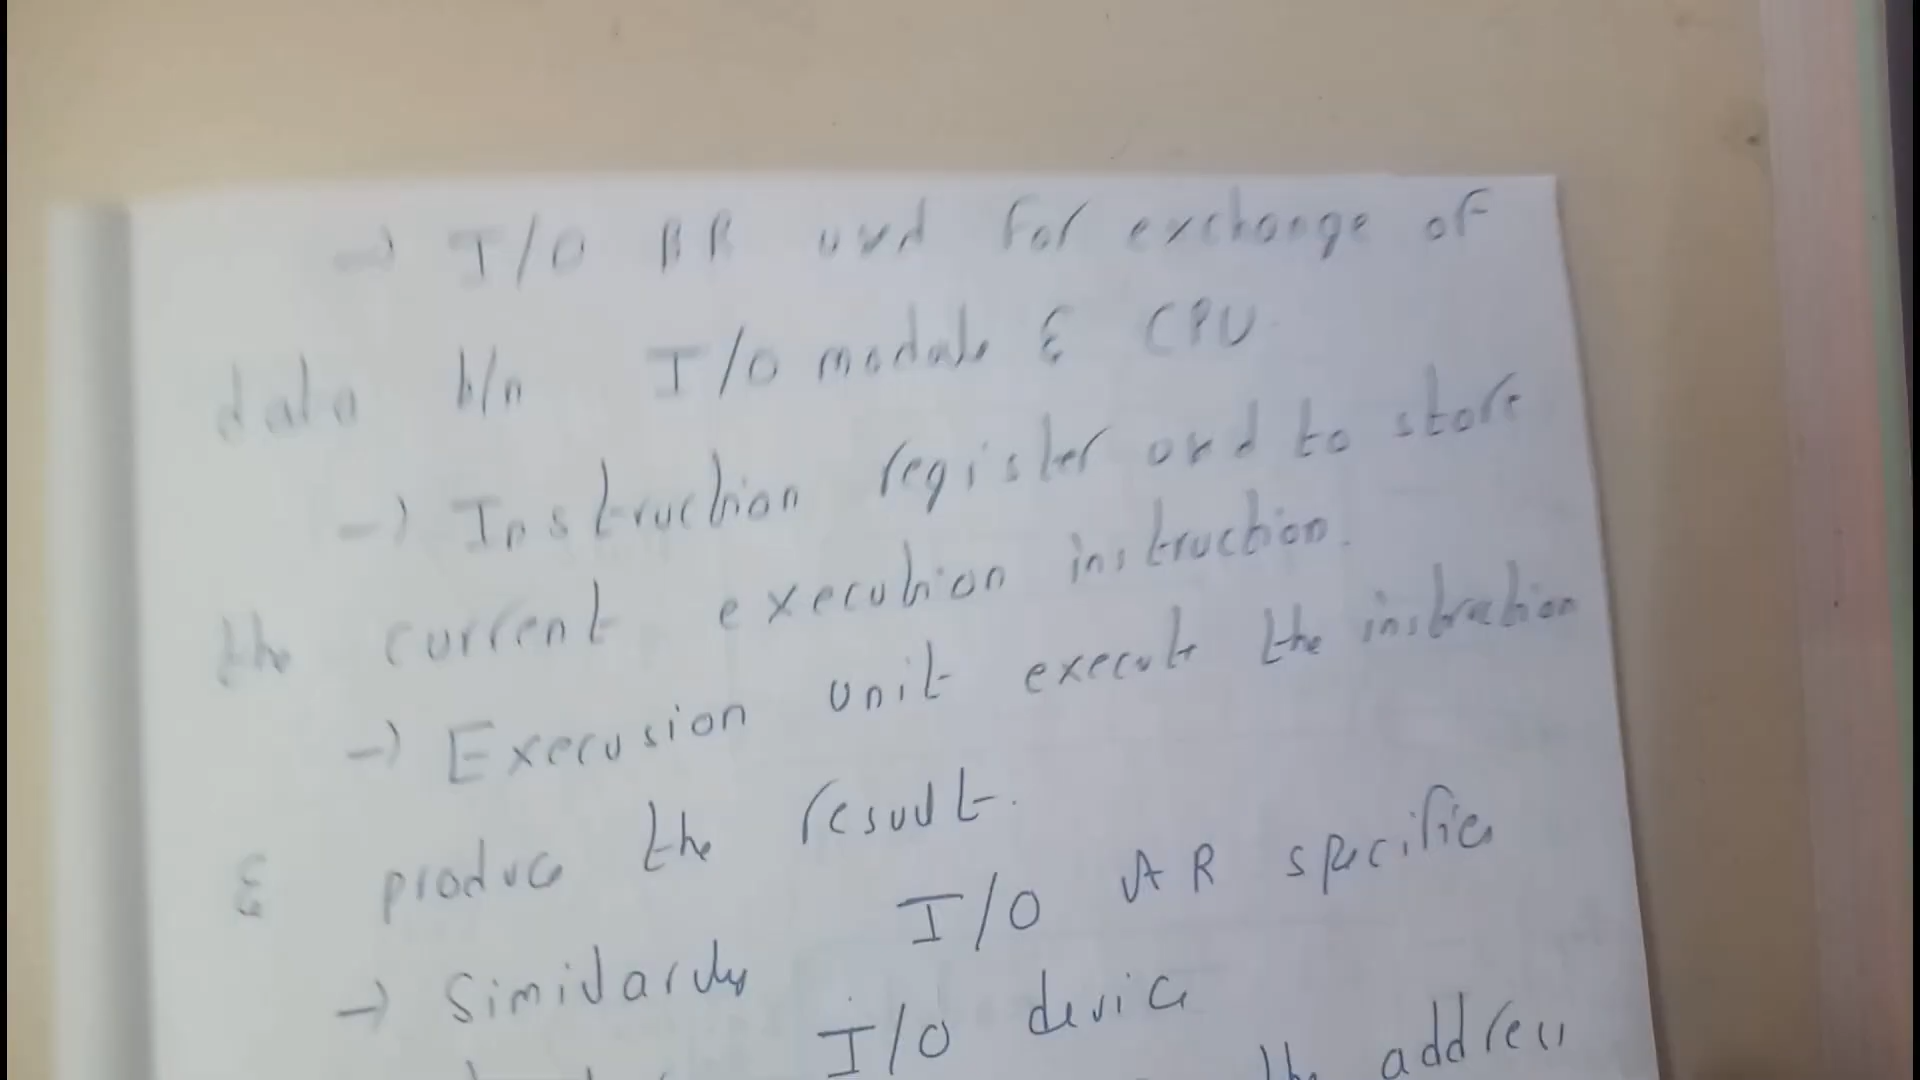 → I/O BR used for exchange of
data b/n I/O module & CPU
→ Instruction register used to store
the current execution instruction.
→ Execusion unit execute the instruction
& produce the result.
→ Similarly I/O AR specifies
I/O device
the address